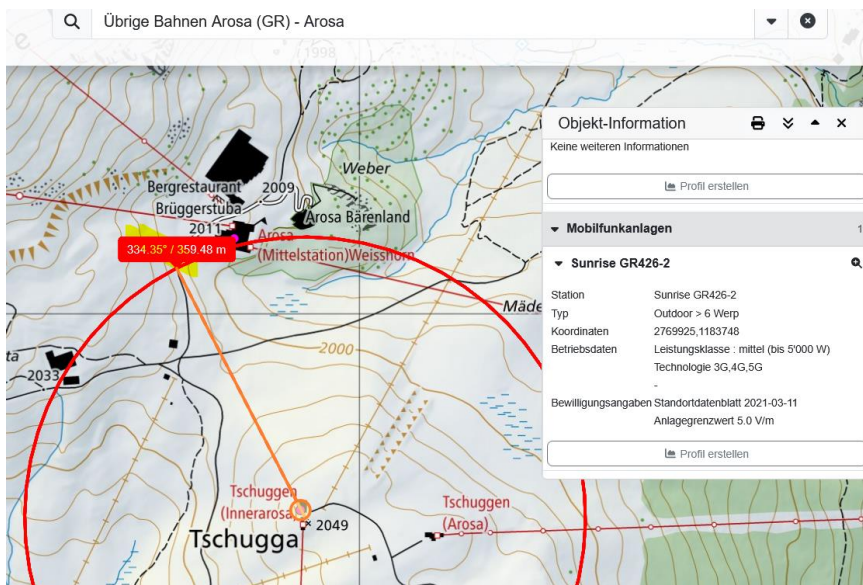 Übrige Bahnen Arosa (GR) - Arosa
1998
Objekt-Information
Keine weiteren Informationen
Profil erstellen
Mobilfunkanlagen 1
Sunrise GR426-2
Station Sunrise GR426-2
Typ Outdoor > 6 Werp
Koordinaten 2769925,1183748
Betriebsdaten Leistungsklasse : mittel (bis 5'000 W)
Technologie 3G,4G,5G
-
Bewilligungsangaben Standortdatenblatt 2021-03-11
Anlagegrenzwert 5.0 V/m
Profil erstellen
Weber
Bergrestaurant
Brüggerstuba
2009
2011
Arosa Bärenland
Arosa
(Mittelstation)Weisshorn
334.35° / 359.48 m
Mäde
2000
ta
2033
Tschuggen
(Innerarosa)
2049
Tschugga
Tschuggen
(Arosa)